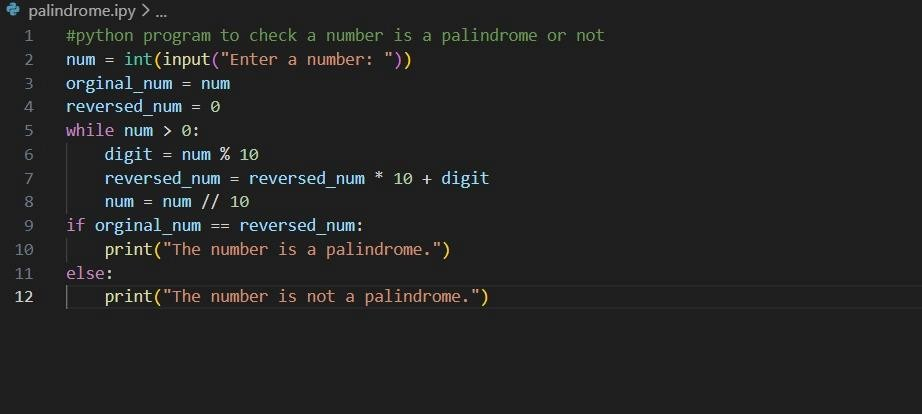 palindrome.ipy > ...
1 #python program to check a number is a palindrome or not
2 num = int(input("Enter a number: "))
3 orginal_num = num
4 reversed_num = 0
5 while num > 0:
6     digit = num % 10
7     reversed_num = reversed_num * 10 + digit
8     num = num // 10
9 if orginal_num == reversed_num:
10     print("The number is a palindrome.")
11 else:
12     print("The number is not a palindrome.")